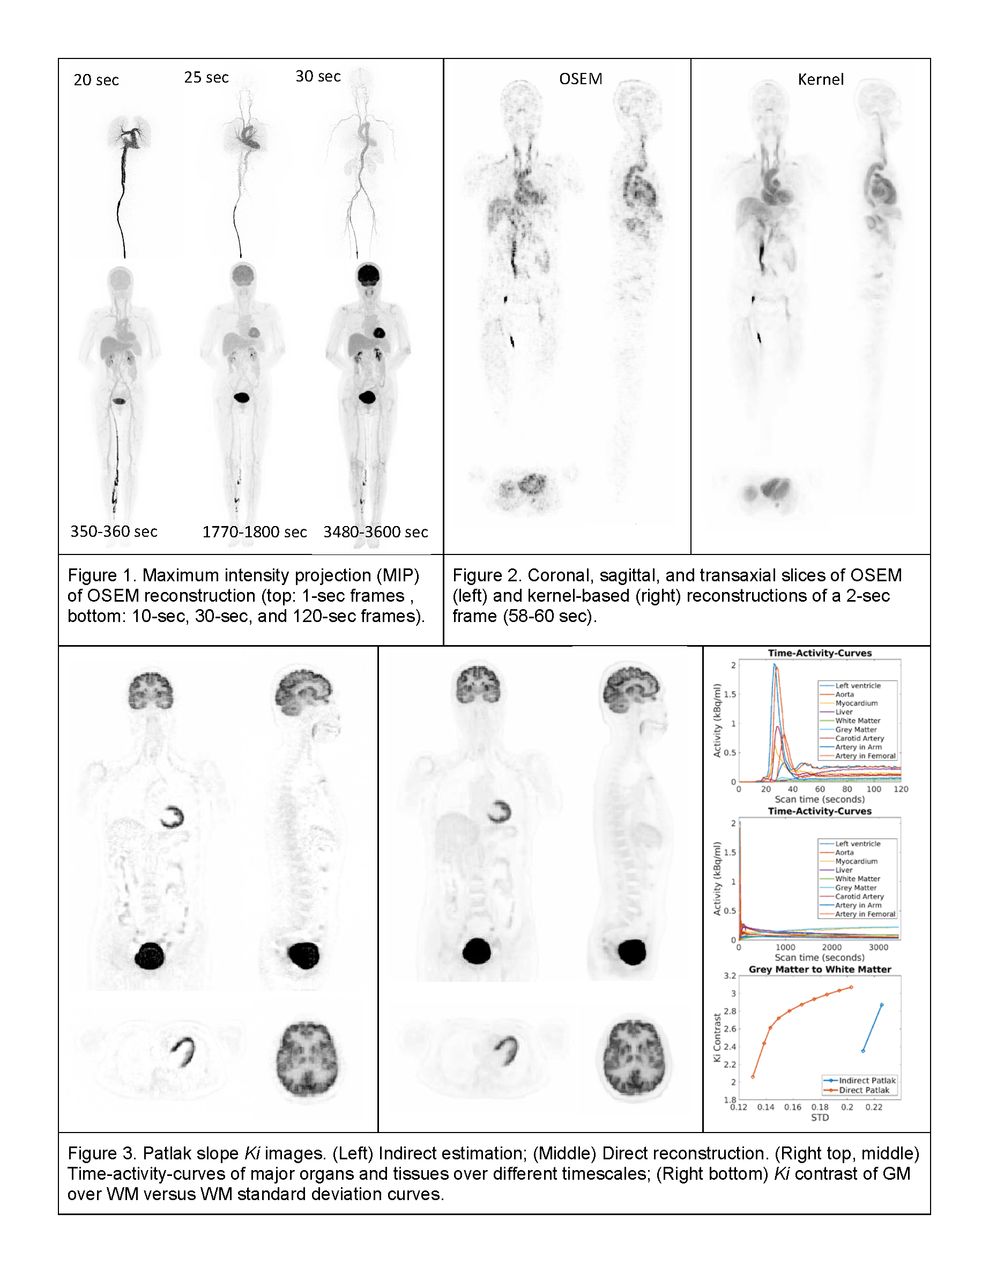 20 sec
25 sec
30 sec
350-360 sec
1770-1800 sec
3480-3600 sec
OSEM
Kernel
Figure 1. Maximum intensity projection (MIP)
of OSEM reconstruction (top: 1-sec frames ,
bottom: 10-sec, 30-sec, and 120-sec frames).
Figure 2. Coronal, sagittal, and transaxial slices of OSEM
(left) and kernel-based (right) reconstructions of a 2-sec
frame (58-60 sec).
Time-Activity-Curves
Activity (kBq/ml)
2
1.5
1
0.5
0
Left ventricle
Aorta
Myocardium
Liver
White Matter
Grey Matter
Carotid Artery
Artery in Arm
Artery in Femoral
0 20 40 60 80 100 120
Scan time (seconds)
Time-Activity-Curves
Activity (kBq/ml)
2
1.5
1
0.5
0
Left ventricle
Aorta
Myocardium
Liver
White Matter
Grey Matter
Carotid Artery
Artery in Arm
Artery in Femoral
0 1000 2000 3000
Scan time (seconds)
Grey Matter to White Matter
Ki Contrast
3.2
3
2.8
2.6
2.4
2.2
2
1.8
Indirect Patlak
Direct Patlak
0.12 0.14 0.16 0.18 0.2 0.22
STD
Figure 3. Patlak slope Ki images. (Left) Indirect estimation; (Middle) Direct reconstruction. (Right top, middle)
Time-activity-curves of major organs and tissues over different timescales; (Right bottom) Ki contrast of GM
over WM versus WM standard deviation curves.